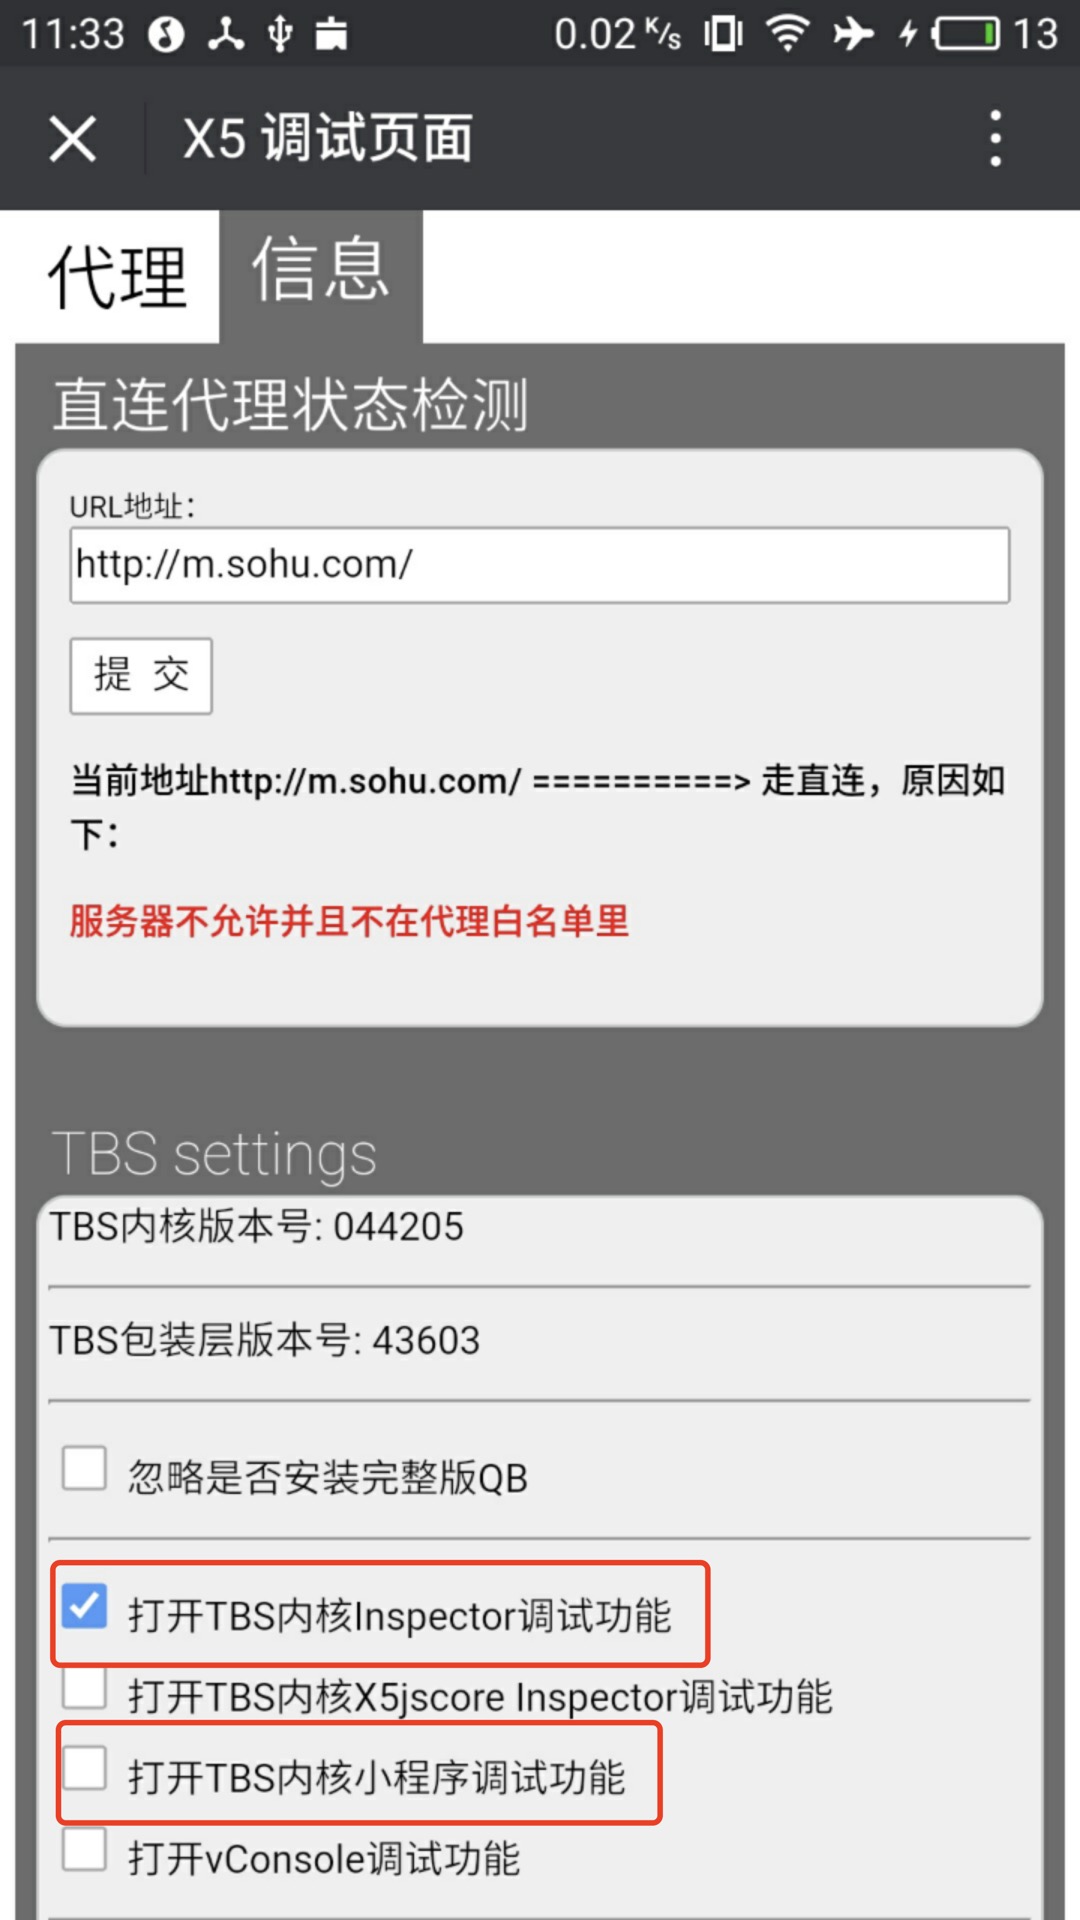 11:33 0.02 K/s 13
X5 调试页面
代理 信息
直连代理状态检测
URL地址：
http://m.sohu.com/
提 交
当前地址http://m.sohu.com/ ==========> 走直连，原因如
下：
服务器不允许并且不在代理白名单里
TBS settings
TBS内核版本号: 044205
TBS包装层版本号: 43603
忽略是否安装完整版QB
打开TBS内核Inspector调试功能
打开TBS内核X5jscore Inspector调试功能
打开TBS内核小程序调试功能
打开vConsole调试功能